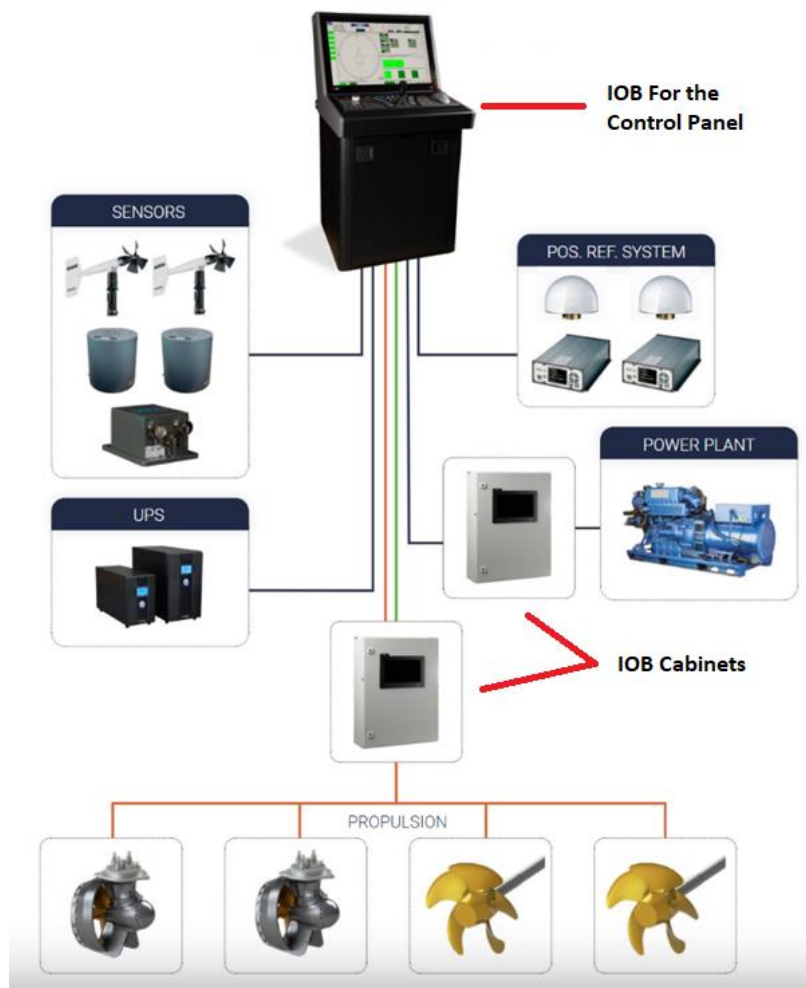 IOB For the
Control Panel
SENSORS
POS. REF. SYSTEM
POWER PLANT
UPS
IOB Cabinets
PROPULSION